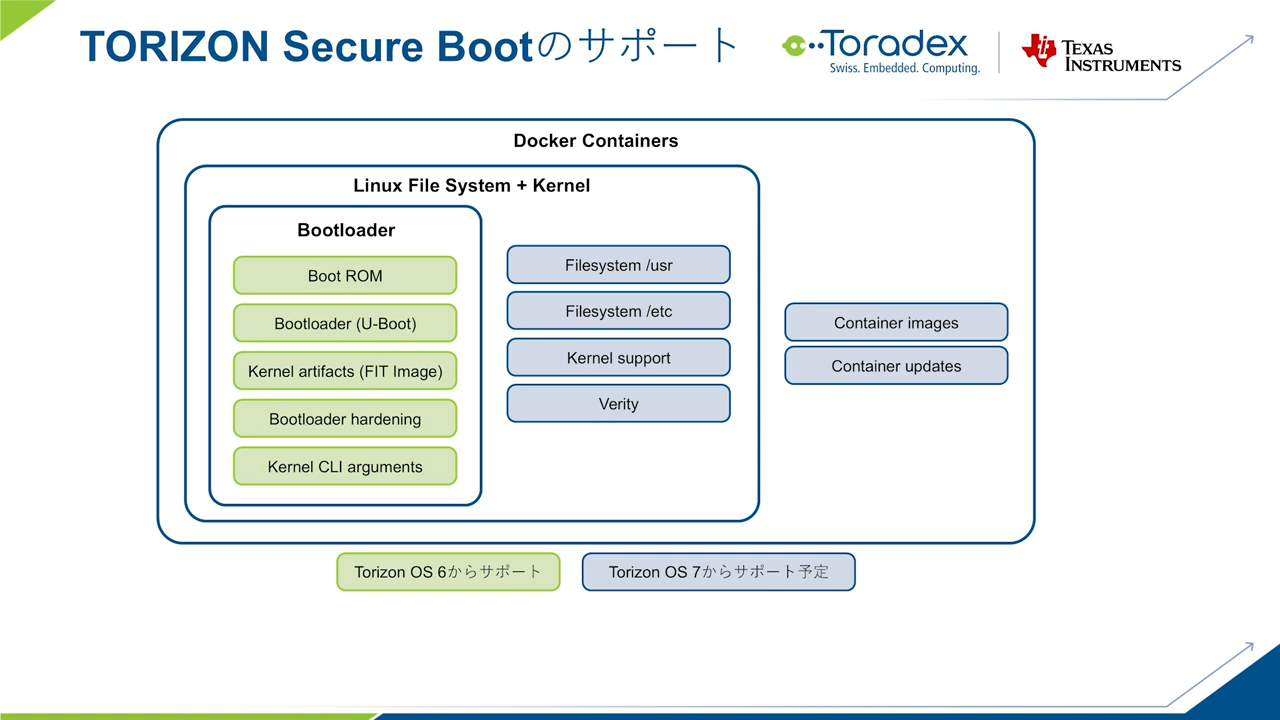 TORIZON Secure Bootのサポート
Toradex
Swiss. Embedded. Computing.
TEXAS
INSTRUMENTS
Docker Containers
Linux File System + Kernel
Bootloader
Boot ROM
Bootloader (U-Boot)
Kernel artifacts (FIT Image)
Bootloader hardening
Kernel CLI arguments
Filesystem /usr
Filesystem /etc
Kernel support
Verity
Container images
Container updates
Torizon OS 6からサポート
Torizon OS 7からサポート予定